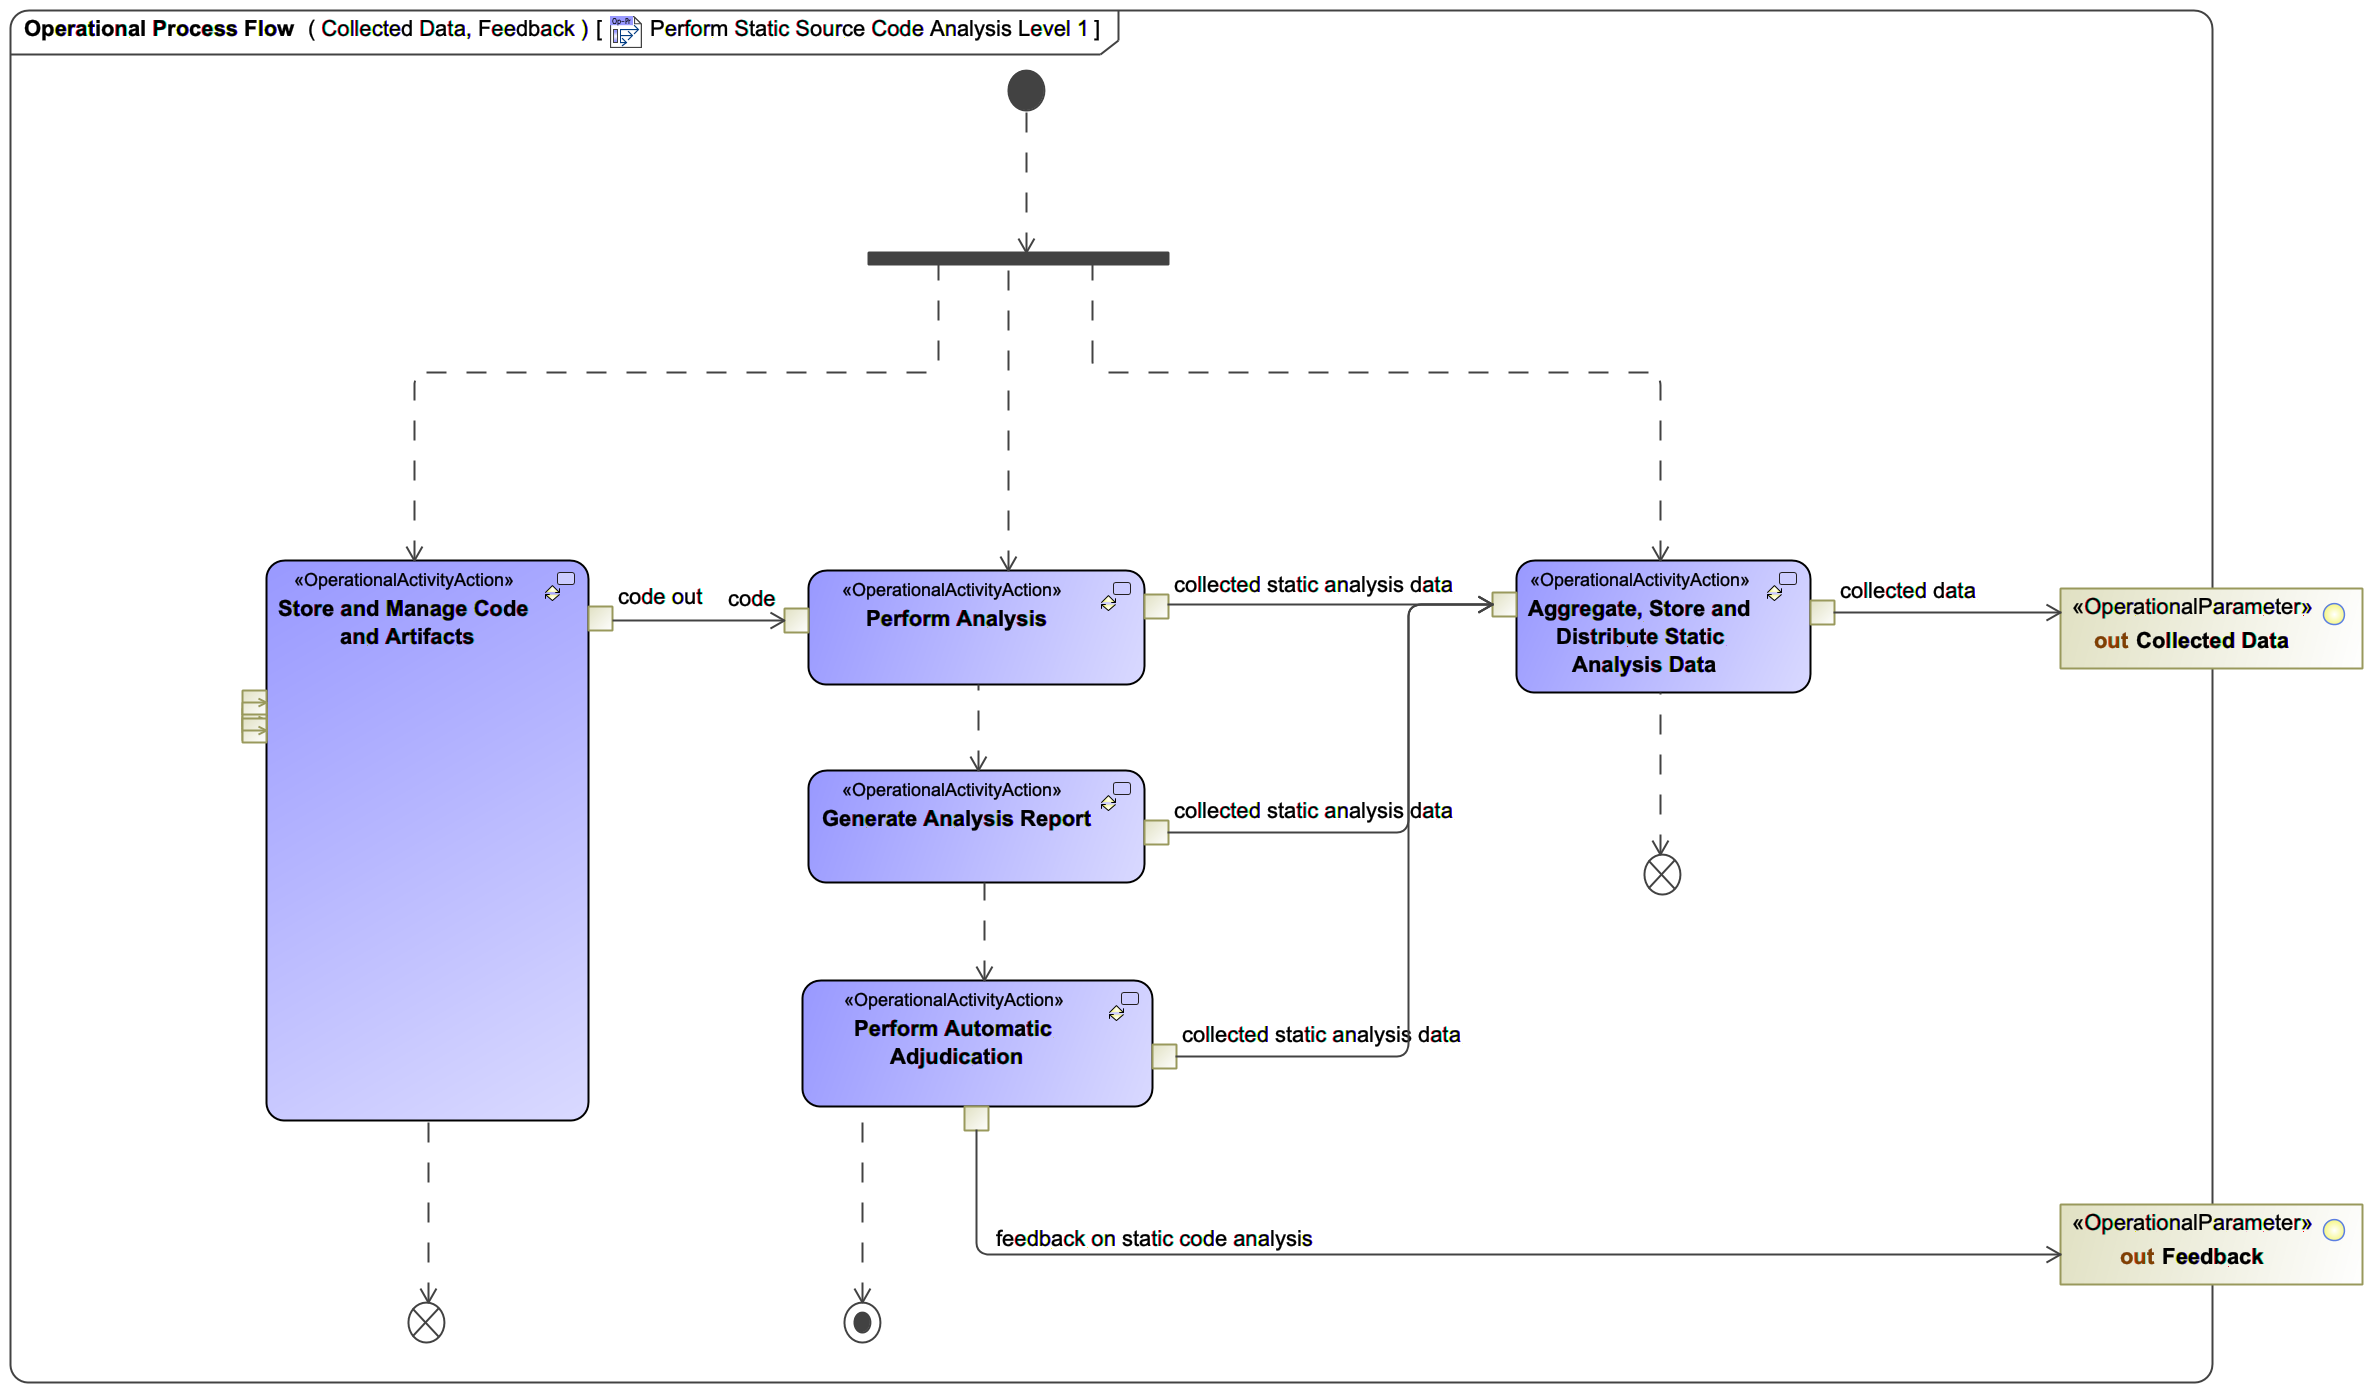 Operational Process Flow ( Collected Data, Feedback ) [ Op-Pr Perform Static Source Code Analysis Level 1 ]
«OperationalActivityAction»
Store and Manage Code
and Artifacts
code out
code
«OperationalActivityAction»
Perform Analysis
collected static analysis data
«OperationalActivityAction»
Aggregate, Store and
Distribute Static
Analysis Data
collected data
«OperationalParameter»
out Collected Data
«OperationalActivityAction»
Generate Analysis Report
collected static analysis data
«OperationalActivityAction»
Perform Automatic
Adjudication
collected static analysis data
feedback on static code analysis
«OperationalParameter»
out Feedback